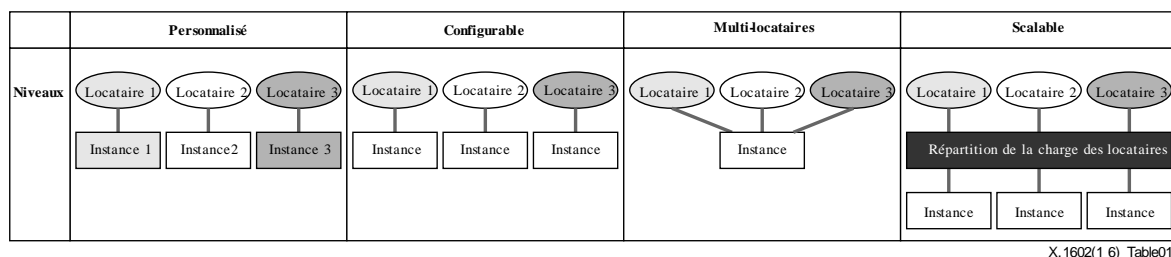 Personnalisé Configurable Multi-locataires Scalable
Niveaux Locataire 1 Locataire 2 Locataire 3 Locataire 1 Locataire 2 Locataire 3 Locataire 1 Locataire 2 Locataire 3 Locataire 1 Locataire 2 Locataire 3
Instance 1 Instance2 Instance 3 Instance Instance Instance Instance Répartition de la charge des locataires
Instance Instance Instance
X.1602(1 6)_Table01